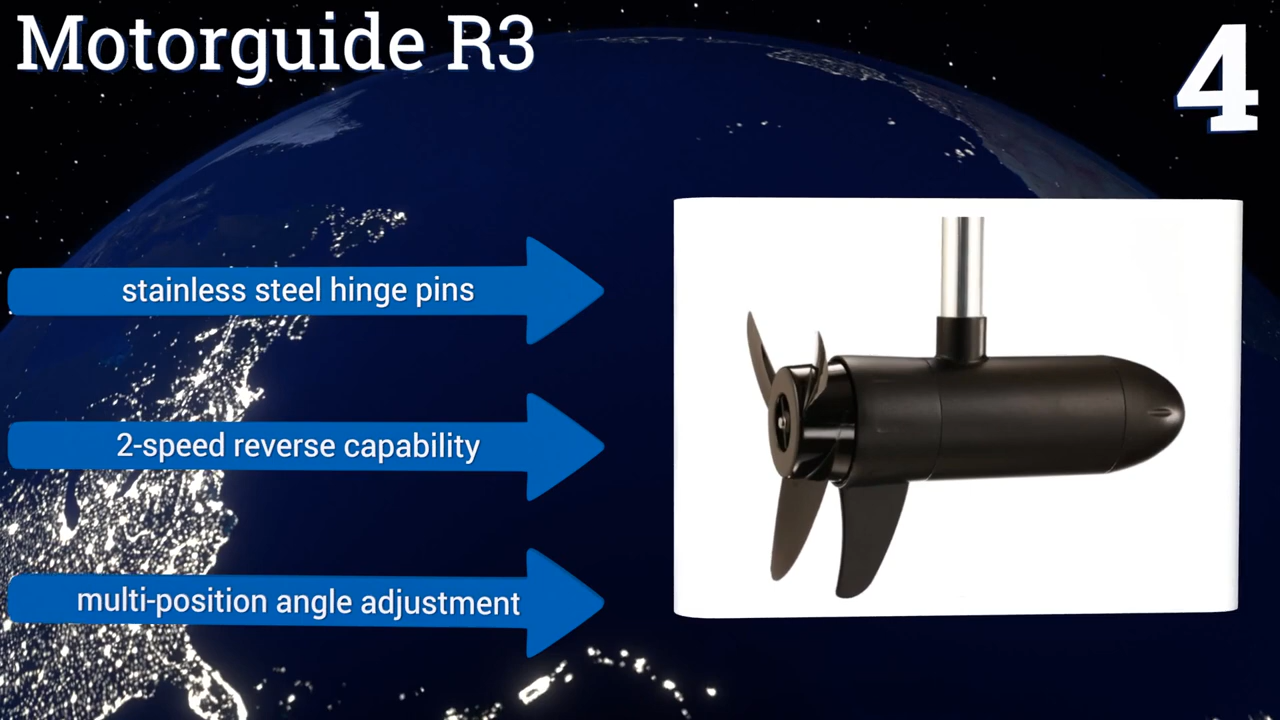 Motorguide R3
4
stainless steel hinge pins
2-speed reverse capability
multi-position angle adjustment